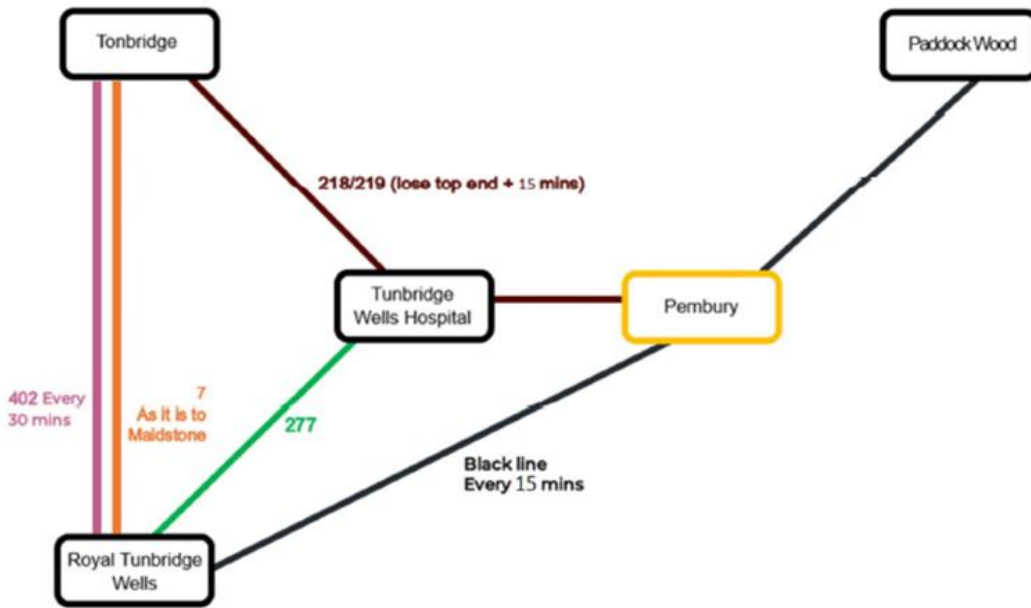 Tonbridge
Paddock Wood
218/219 (lose top end + 15 mins)
Tunbridge
Wells Hospital
Pembury
402 Every
30 mins
7
As it is to
Maidstone
277
Black line
Every 15 mins
Royal Tunbridge
Wells